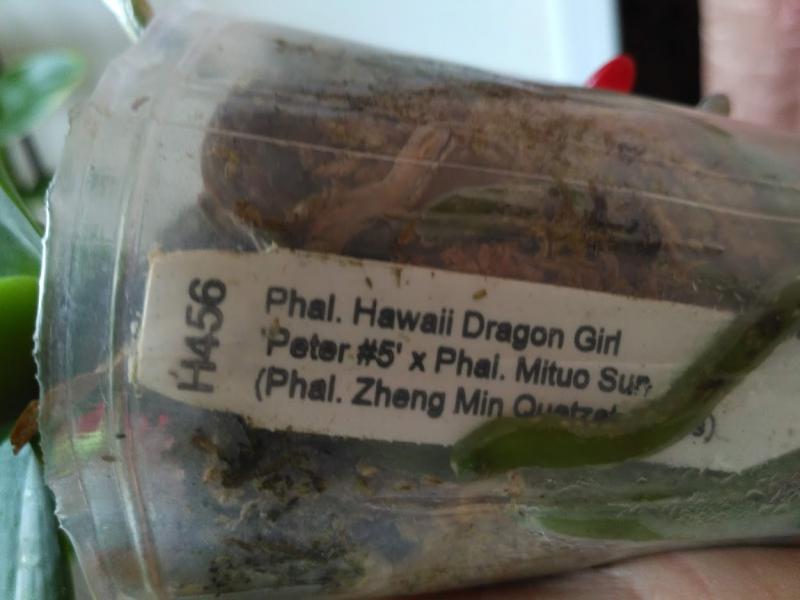 H456
Phal. Hawaii Dragon Girl
'Peter #5' x Phal. Mituo Sun
(Phal. Zheng Min